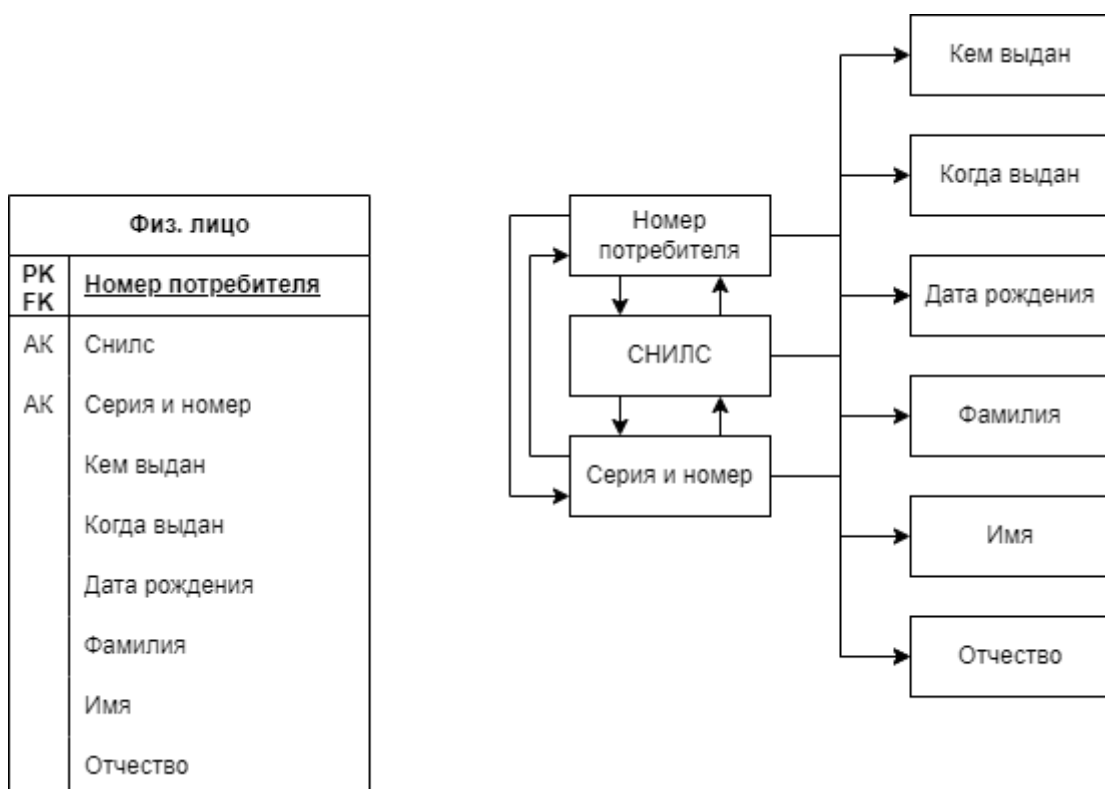 Физ. лицо
PK
FK
Номер потребителя
АК
Снилс
АК
Серия и номер
Кем выдан
Когда выдан
Дата рождения
Фамилия
Имя
Отчество
Номер
потребителя
СНИЛС
Серия и номер
Кем выдан
Когда выдан
Дата рождения
Фамилия
Имя
Отчество